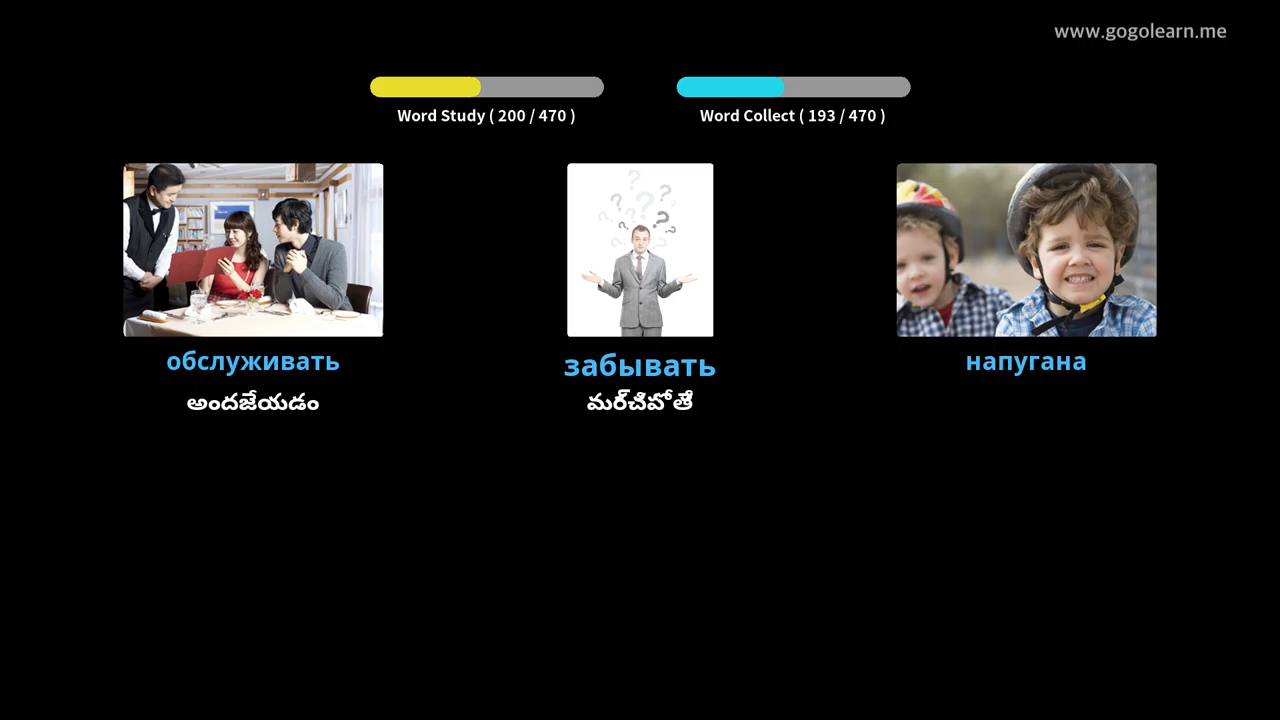 www.gogolearn.me
Word Study ( 200 / 470 )
Word Collect ( 193 / 470 )
обслуживать
забывать
напугана
అందజేయడం
మర్చిపోతే